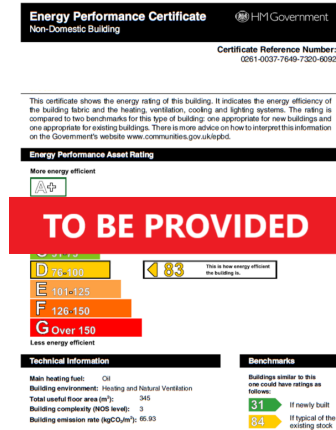 Energy Performance Certificate
HM Government
Non-Domestic Building
Certificate Reference Number:
0261-0037-7649-7320-6092
This certificate shows the energy rating of this building. It indicates the energy efficiency of
the building fabric and the heating, ventilation, cooling and lighting systems. The rating is
compared to two benchmarks for this type of building: one appropriate for new buildings and
one appropriate for existing buildings. There is more advice on how to interpret this information
on the Government's website www.communities.gov.uk/epbd.
Energy Performance Asset Rating
More energy efficient
A+
TO BE PROVIDED
D 76-100
83
This is how energy efficient
the building is.
E 101-125
F 126-150
G Over 150
Less energy efficient
Technical Information
Main heating fuel: Oil
Building environment: Heating and Natural Ventilation
Total useful floor area (m²): 345
Building complexity (NOS level): 3
Building emission rate (kgCO₂/m²): 65.93
Benchmarks
Buildings similar to this
one could have ratings as
follows:
31 If newly built
84 If typical of the
existing stock